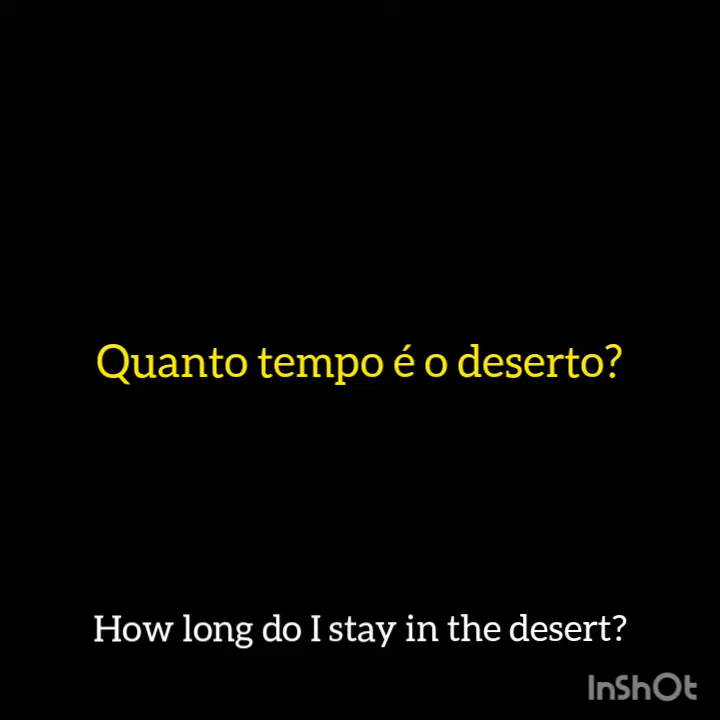 Quanto tempo é o deserto?
How long do I stay in the desert?
InShOt